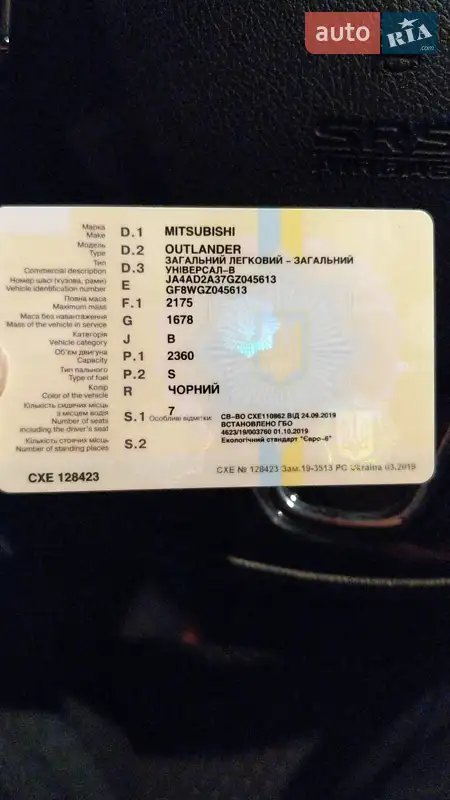 auto RIA .com
SRS
AIRBAG
Марка
Make
D.1 MITSUBISHI
Модель
Type
D.2 OUTLANDER
Тип
Commercial description
D.3 ЗАГАЛЬНИЙ ЛЕГКОВИЙ - ЗАГАЛЬНИЙ
УНІВЕРСАЛ-В
Номер шасі (кузова, рами)
Vehicle identification number
E JA4AD2A37GZ045613
GF8WGZ045613
Повна маса
Maximum mass
F.1 2175
Маса без навантаження
Mass of the vehicle in service
G 1678
Категорія
Vehicle category
J B
Об'єм двигуна
Capacity
P.1 2360
Тип пального
Type of fuel
P.2 S
Колір
Color of the vehicle
R ЧОРНИЙ
Кількість сидячих місць
з місцем водія
Number of seats
including the driver's seat
S.1 7
Особливі відмітки:
СВ-ВО СХЕ110862 ВІД 24.09.2019
ВСТАНОВЛЕНО ГБО
4623/19/003760 01.10.2019
Екологічний стандарт "Євро-6"
Кількість стоячих місць
Number of standing places
S.2
CXE 128423
CXE № 128423 Зам.19-3513 PC Ukraina 03.2019